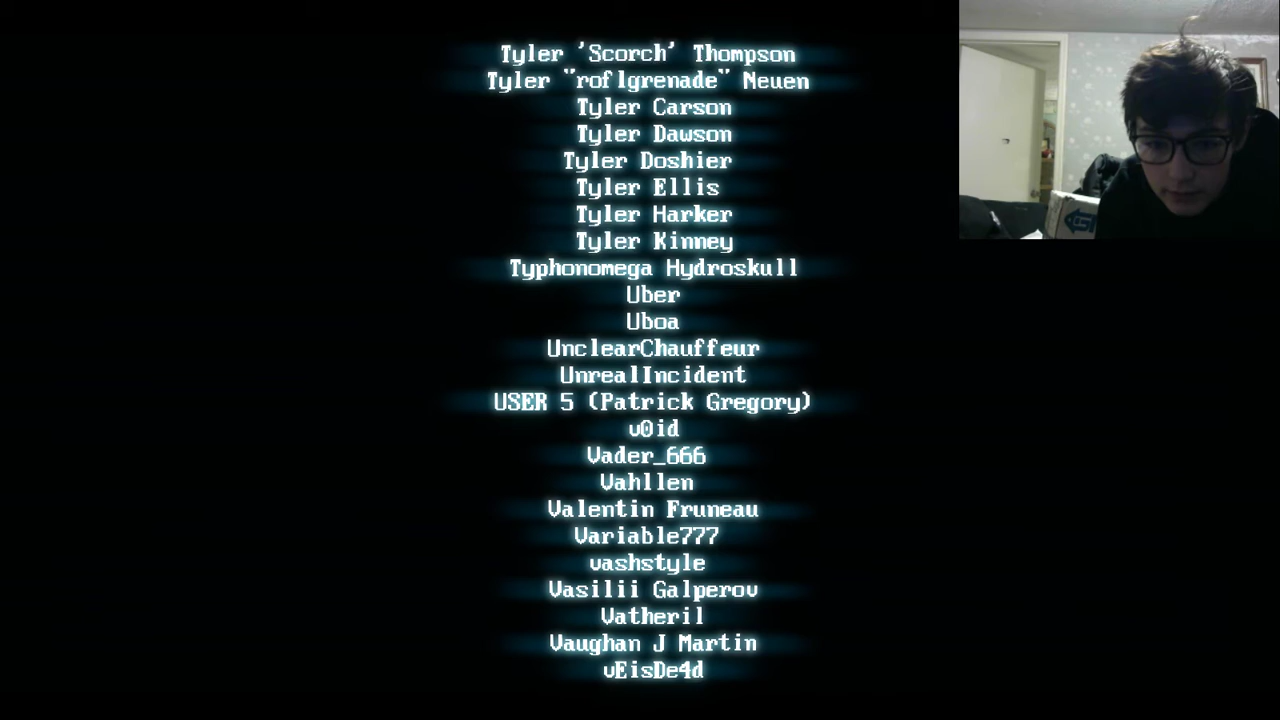 Tyler 'Scorch' Thompson
Tyler "roflgrenade" Neuen
Tyler Carson
Tyler Dawson
Tyler Doshier
Tyler Ellis
Tyler Harker
Tyler Kinney
Typhonomega Hydroskull
Uber
Uboa
UnclearChauffeur
UnrealIncident
USER 5 (Patrick Gregory)
v0id
Vader_666
Vahllen
Valentin Fruneau
Variable777
vashstyle
Vasilii Galperov
Vatheril
Vaughan J Martin
vEisDe4d